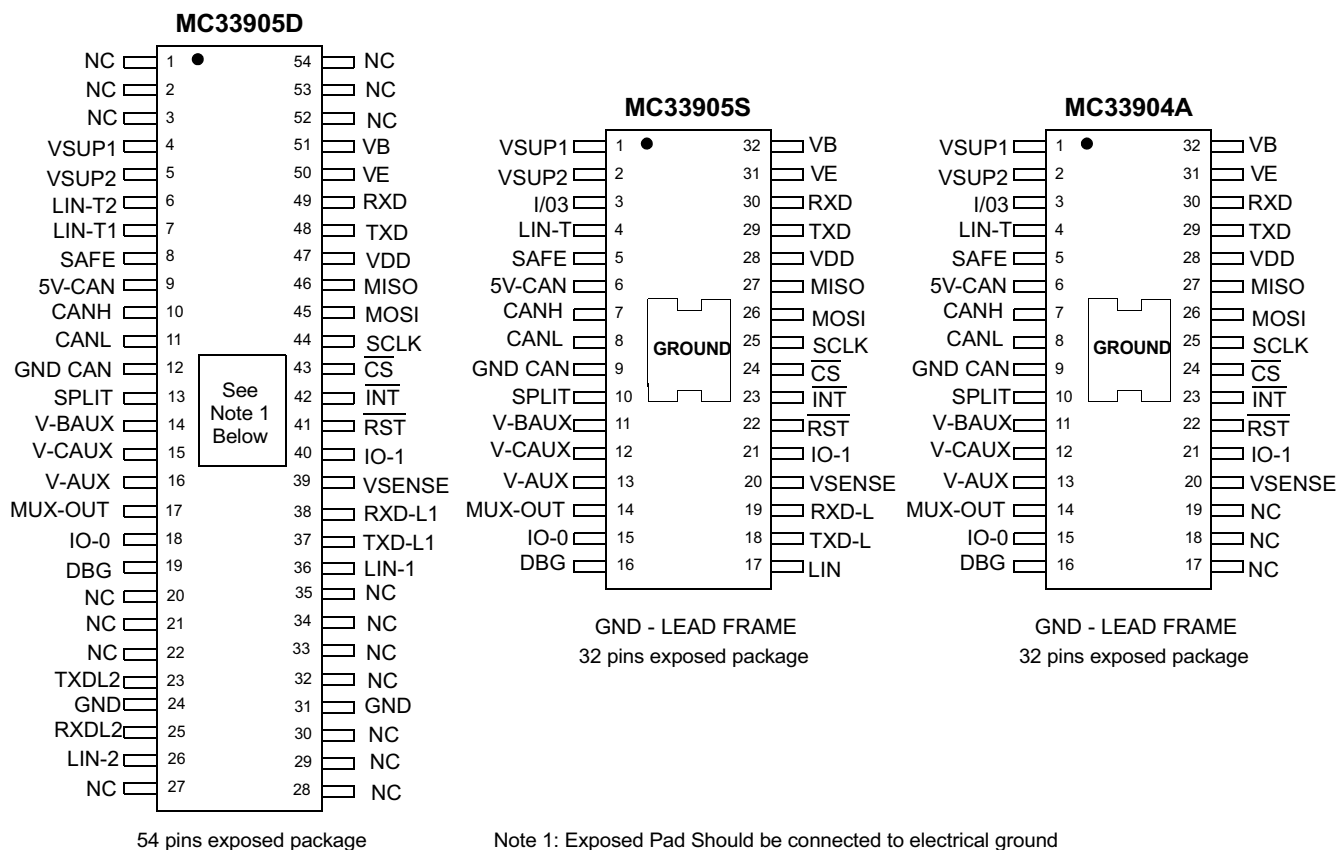 MC33905D
NC 1 54 NC
NC 2 53 NC
NC 3 52 NC
VSUP1 4 51 VB
VSUP2 5 50 VE
LIN-T2 6 49 RXD
LIN-T1 7 48 TXD
SAFE 8 47 VDD
5V-CAN 9 46 MISO
CANH 10 45 MOSI
CANL 11 44 SCLK
GND CAN 12 43 CS
SPLIT 13 42 INT
V-BAUX 14 41 RST
V-CAUX 15 40 IO-1
V-AUX 16 39 VSENSE
MUX-OUT 17 38 RXD-L1
IO-0 18 37 TXD-L1
DBG 19 36 LIN-1
NC 20 35 NC
NC 21 34 NC
NC 22 33 NC
TXDL2 23 32 NC
GND 24 31 GND
RXDL2 25 30 NC
LIN-2 26 29 NC
NC 27 28 NC
See
Note 1
Below
54 pins exposed package
MC33905S
VSUP1 1 32 VB
VSUP2 2 31 VE
I/03 3 30 RXD
LIN-T 4 29 TXD
SAFE 5 28 VDD
5V-CAN 6 27 MISO
CANH 7 26 MOSI
CANL 8 25 SCLK
GND CAN 9 24 CS
SPLIT 10 23 INT
V-BAUX 11 22 RST
V-CAUX 12 21 IO-1
V-AUX 13 20 VSENSE
MUX-OUT 14 19 RXD-L
IO-0 15 18 TXD-L
DBG 16 17 LIN
GROUND
GND - LEAD FRAME
32 pins exposed package
MC33904A
VSUP1 1 32 VB
VSUP2 2 31 VE
I/03 3 30 RXD
LIN-T 4 29 TXD
SAFE 5 28 VDD
5V-CAN 6 27 MISO
CANH 7 26 MOSI
CANL 8 25 SCLK
GND CAN 9 24 CS
SPLIT 10 23 INT
V-BAUX 11 22 RST
V-CAUX 12 21 IO-1
V-AUX 13 20 VSENSE
MUX-OUT 14 19 NC
IO-0 15 18 NC
DBG 16 17 NC
GROUND
GND - LEAD FRAME
32 pins exposed package
Note 1: Exposed Pad Should be connected to electrical ground